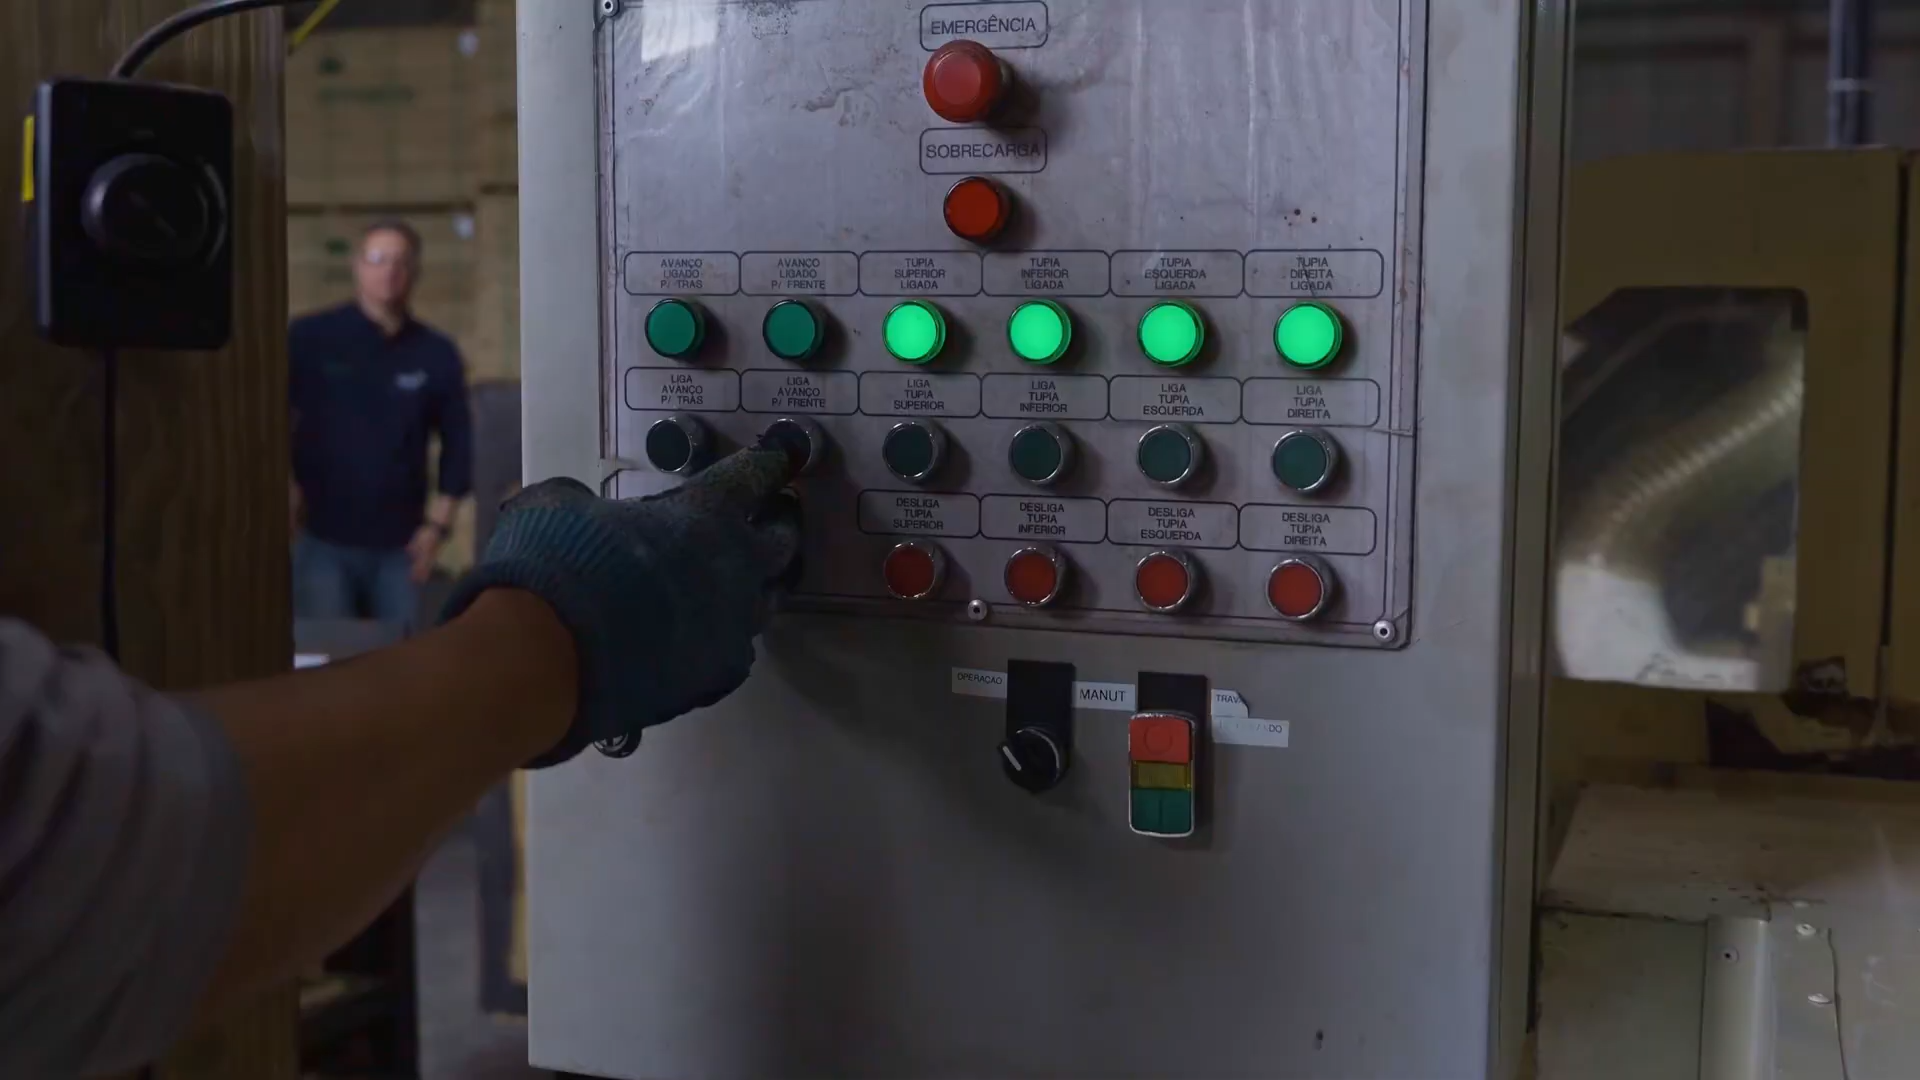 EMERGÊNCIA
SOBRECARGA
AVANÇO
LIGADO
P/ TRÁS
AVANÇO
LIGADO
P/ FRENTE
TUPIA
SUPERIOR
LIGADA
TUPIA
INFERIOR
LIGADA
TUPIA
ESQUERDA
LIGADA
TUPIA
DIREITA
LIGADA
LIGA
AVANÇO
P/ TRÁS
LIGA
AVANÇO
P/ FRENTE
LIGA
TUPIA
SUPERIOR
LIGA
TUPIA
INFERIOR
LIGA
TUPIA
ESQUERDA
LIGA
TUPIA
DIREITA
DESLIGA
TUPIA
SUPERIOR
DESLIGA
TUPIA
INFERIOR
DESLIGA
TUPIA
ESQUERDA
DESLIGA
TUPIA
DIREITA
OPERAÇÃO
MANUT